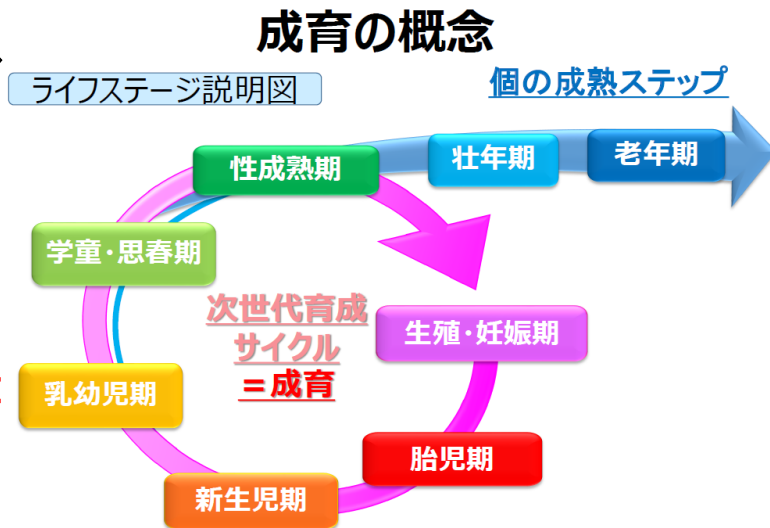 成育の概念
ライフステージ説明図
個の成熟ステップ
性成熟期
壮年期
老年期
学童・思春期
次世代育成
サイクル
=成育
生殖・妊娠期
乳幼児期
胎児期
新生児期